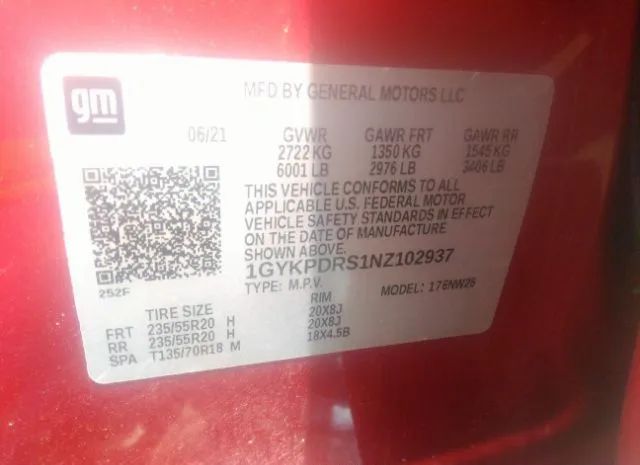 gm
MFD BY GENERAL MOTORS LLC
06/21 GVWR GAWR FRT GAWR RR
2722 KG 1350 KG 1545 KG
6001 LB 2976 LB 3406 LB
THIS VEHICLE CONFORMS TO ALL
APPLICABLE U.S. FEDERAL MOTOR
VEHICLE SAFETY STANDARDS IN EFFECT
ON THE DATE OF MANUFACTURE
SHOWN ABOVE.
1GYKPDRS1NZ102937
252F
TYPE: M.P.V. MODEL: 176NW26
TIRE SIZE RIM
FRT 235/55R20 H 20X8J
RR 235/55R20 H 20X8J
SPA T135/70R18 M 18X4.5B